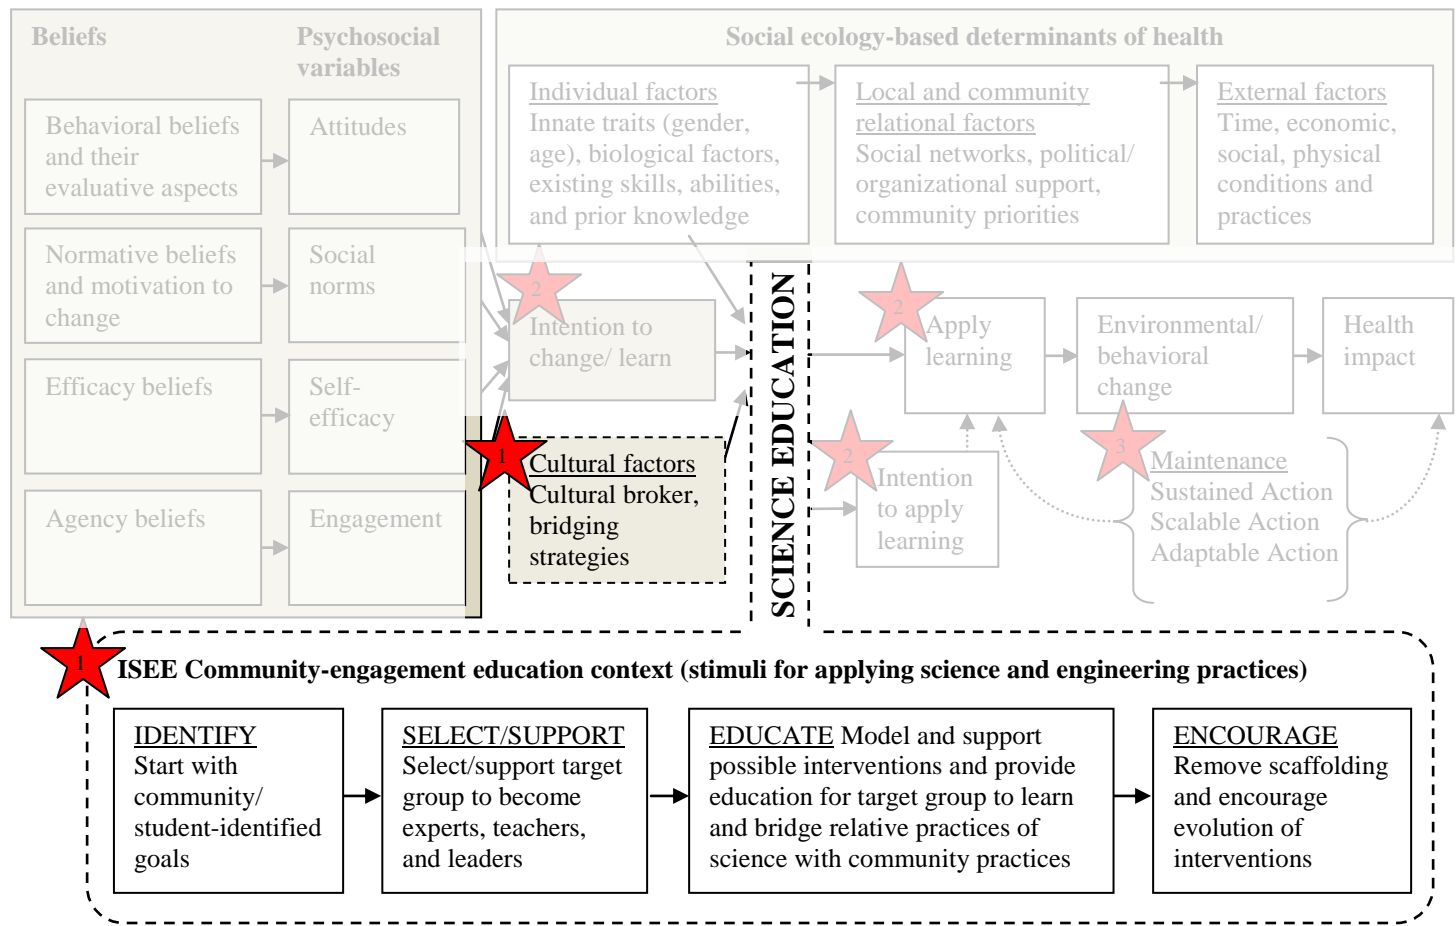 Beliefs
Psychosocial
variables
Behavioral beliefs
and their
evaluative aspects
Attitudes
Normative beliefs
and motivation to
change
Social
norms
Efficacy beliefs
Self-
efficacy
Agency beliefs
Engagement
Social ecology-based determinants of health
Individual factors
Innate traits (gender,
age), biological factors,
existing skills, abilities,
and prior knowledge
Local and community
relational factors
Social networks, political/
organizational support,
community priorities
External factors
Time, economic,
social, physical
conditions and
practices
2
Intention to
change/ learn
1
Cultural factors
Cultural broker,
bridging
strategies
SCIENCE EDUCATION
2
Apply
learning
Environmental/
behavioral
change
Health
impact
2
Intention
to apply
learning
3
Maintenance
Sustained Action
Scalable Action
Adaptable Action
1
ISEE Community-engagement education context (stimuli for applying science and engineering practices)
IDENTIFY
Start with
community/
student-identified
goals
SELECT/SUPPORT
Select/support target
group to become
experts, teachers,
and leaders
EDUCATE Model and support
possible interventions and provide
education for target group to learn
and bridge relative practices of
science with community practices
ENCOURAGE
Remove scaffolding
and encourage
evolution of
interventions